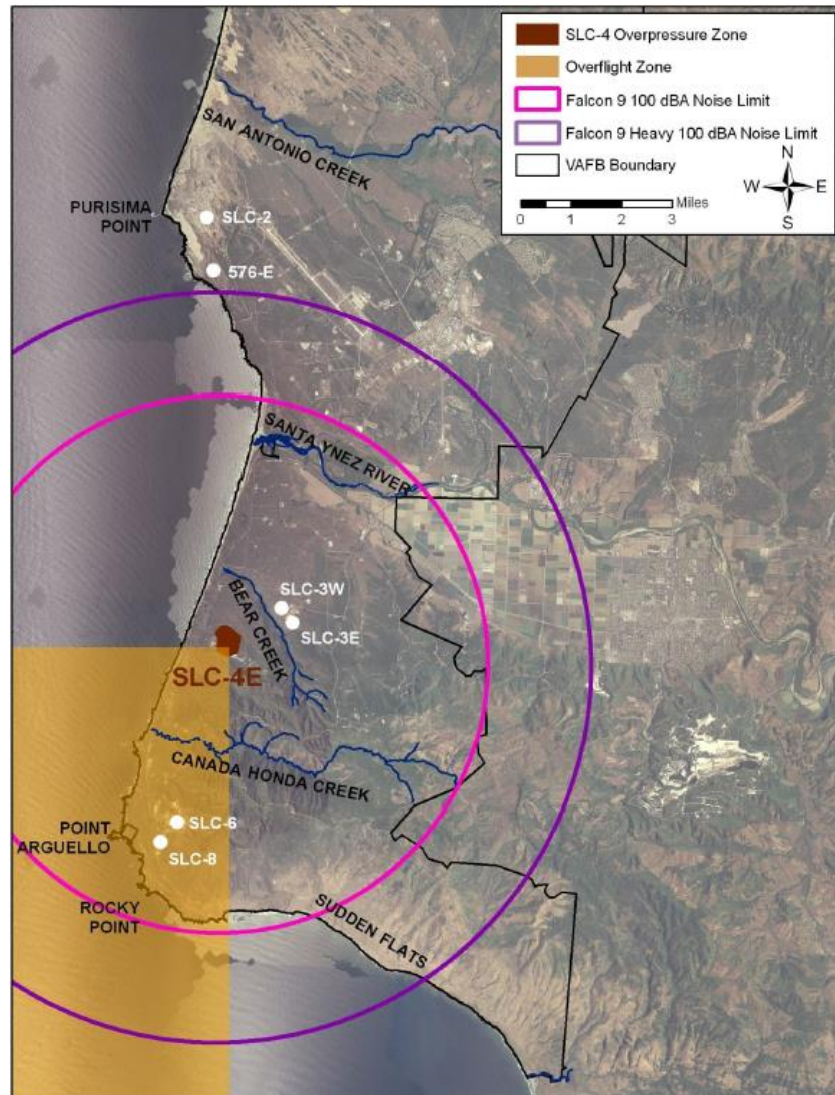 SLC-4 Overpressure Zone
Overflight Zone
Falcon 9 100 dBA Noise Limit
Falcon 9 Heavy 100 dBA Noise Limit
VAFB Boundary
N
W
E
S
Miles
0
1
2
3
SAN ANTONIO CREEK
PURISIMA
POINT
SLC-2
576-E
SANTA YNEZ RIVER
SLC-3W
SLC-3E
BEAR CREEK
SLC-4E
CANADA HONDA CREEK
SLC-6
POINT
ARGUELLO
SLC-8
ROCKY
POINT
SUDDEN FLATS